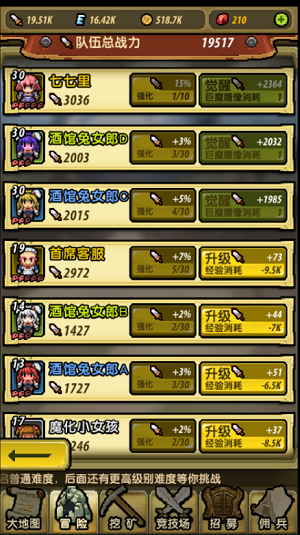 19.51K 16.42K 518.7K 210
队伍总战力 19517
30 七七里 15% 觉醒 +2364
3036 强化 1/10 巨魔雕像消耗 1
30 酒馆兔女郎D +3% 觉醒 +2032
2003 强化 3/30 巨魔雕像消耗 1
30 酒馆兔女郎C +5% 觉醒 +1985
2015 强化 4/30 巨魔雕像消耗 1
19 首席客服 +7% 升级 +73
2972 强化 5/30 经验消耗 -9.5K
14 酒馆兔女郎B +2% 升级 +44
1427 强化 2/30 经验消耗 -7K
13 酒馆兔女郎A +3% 升级 +51
1727 强化 3/30 经验消耗 -6.5K
17 魔化小女孩 +2% 升级 +37
246 强化 2/30 经验消耗 -8.5K
召普通难度，后面还有更高级别难度等你挑战
大地图 冒险 挖矿 竞技场 招募 佣兵